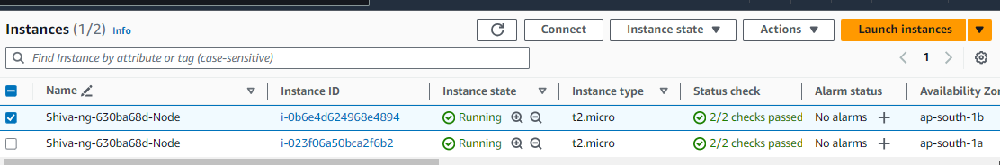 Instances (1/2) Info Connect Instance state Actions Launch instances
Find Instance by attribute or tag (case-sensitive) 1
Name Instance ID Instance state Instance type Status check Alarm status Availability Zon
Shiva-ng-630ba68d-Node i-0b6e4d624968e4894 Running t2.micro 2/2 checks passed No alarms ap-south-1b
Shiva-ng-630ba68d-Node i-023f06a50bca2f6b2 Running t2.micro 2/2 checks passed No alarms ap-south-1a